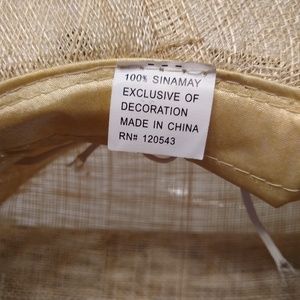 100% SINAMAY
EXCLUSIVE OF
DECORATION
MADE IN CHINA
RN# 120543